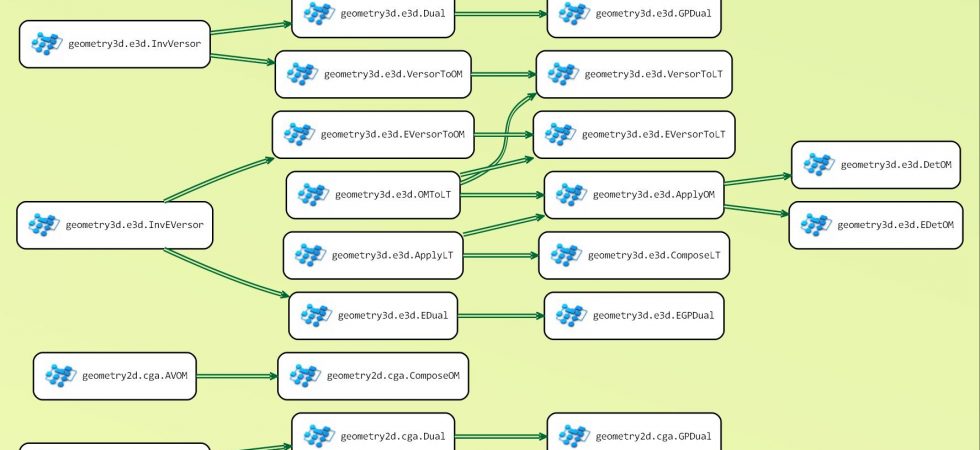 geometry3d.e3d.Dual
geometry3d.e3d.GPDual
geometry3d.e3d.InvVersor
geometry3d.e3d.VersorToOM
geometry3d.e3d.VersorToLT
geometry3d.e3d.EVersorToOM
geometry3d.e3d.EVersorToLT
geometry3d.e3d.DetOM
geometry3d.e3d.OMToLT
geometry3d.e3d.ApplyOM
geometry3d.e3d.InvEVersor
geometry3d.e3d.EDetOM
geometry3d.e3d.ApplyLT
geometry3d.e3d.ComposeLT
geometry3d.e3d.EDual
geometry3d.e3d.EGPDual
geometry2d.cga.AVOM
geometry2d.cga.ComposeOM
geometry2d.cga.Dual
geometry2d.cga.GPDual